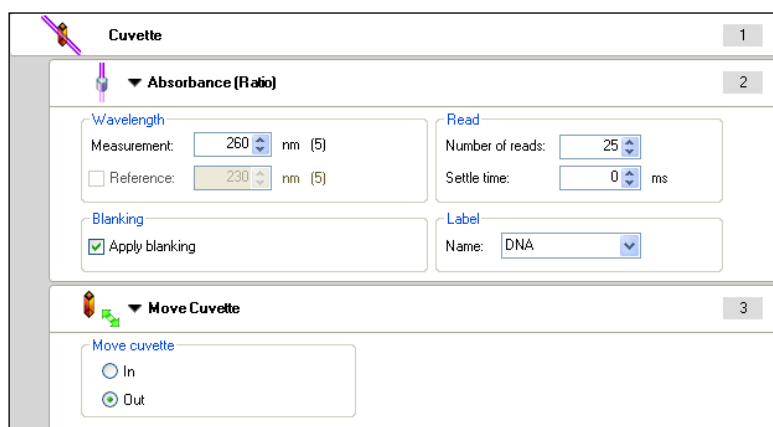 Cuvette 1
Absorbance (Ratio) 2
Wavelength
Measurement: 260 nm (5)
Reference: 230 nm (5)
Read
Number of reads: 25
Settle time: 0 ms
Blanking
Apply blanking
Label
Name: DNA
Move Cuvette 3
Move cuvette
In
Out